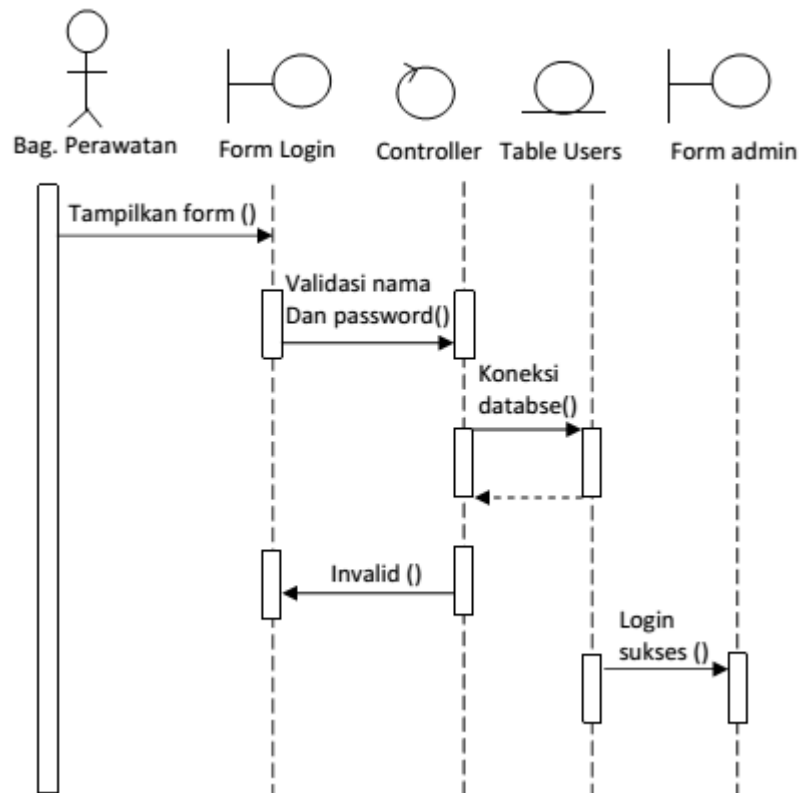 Bag. Perawatan
Form Login
Controller
Table Users
Form admin
Tampilkan form ()
Validasi nama
Dan password()
Koneksi
databse()
Invalid ()
Login
sukses ()